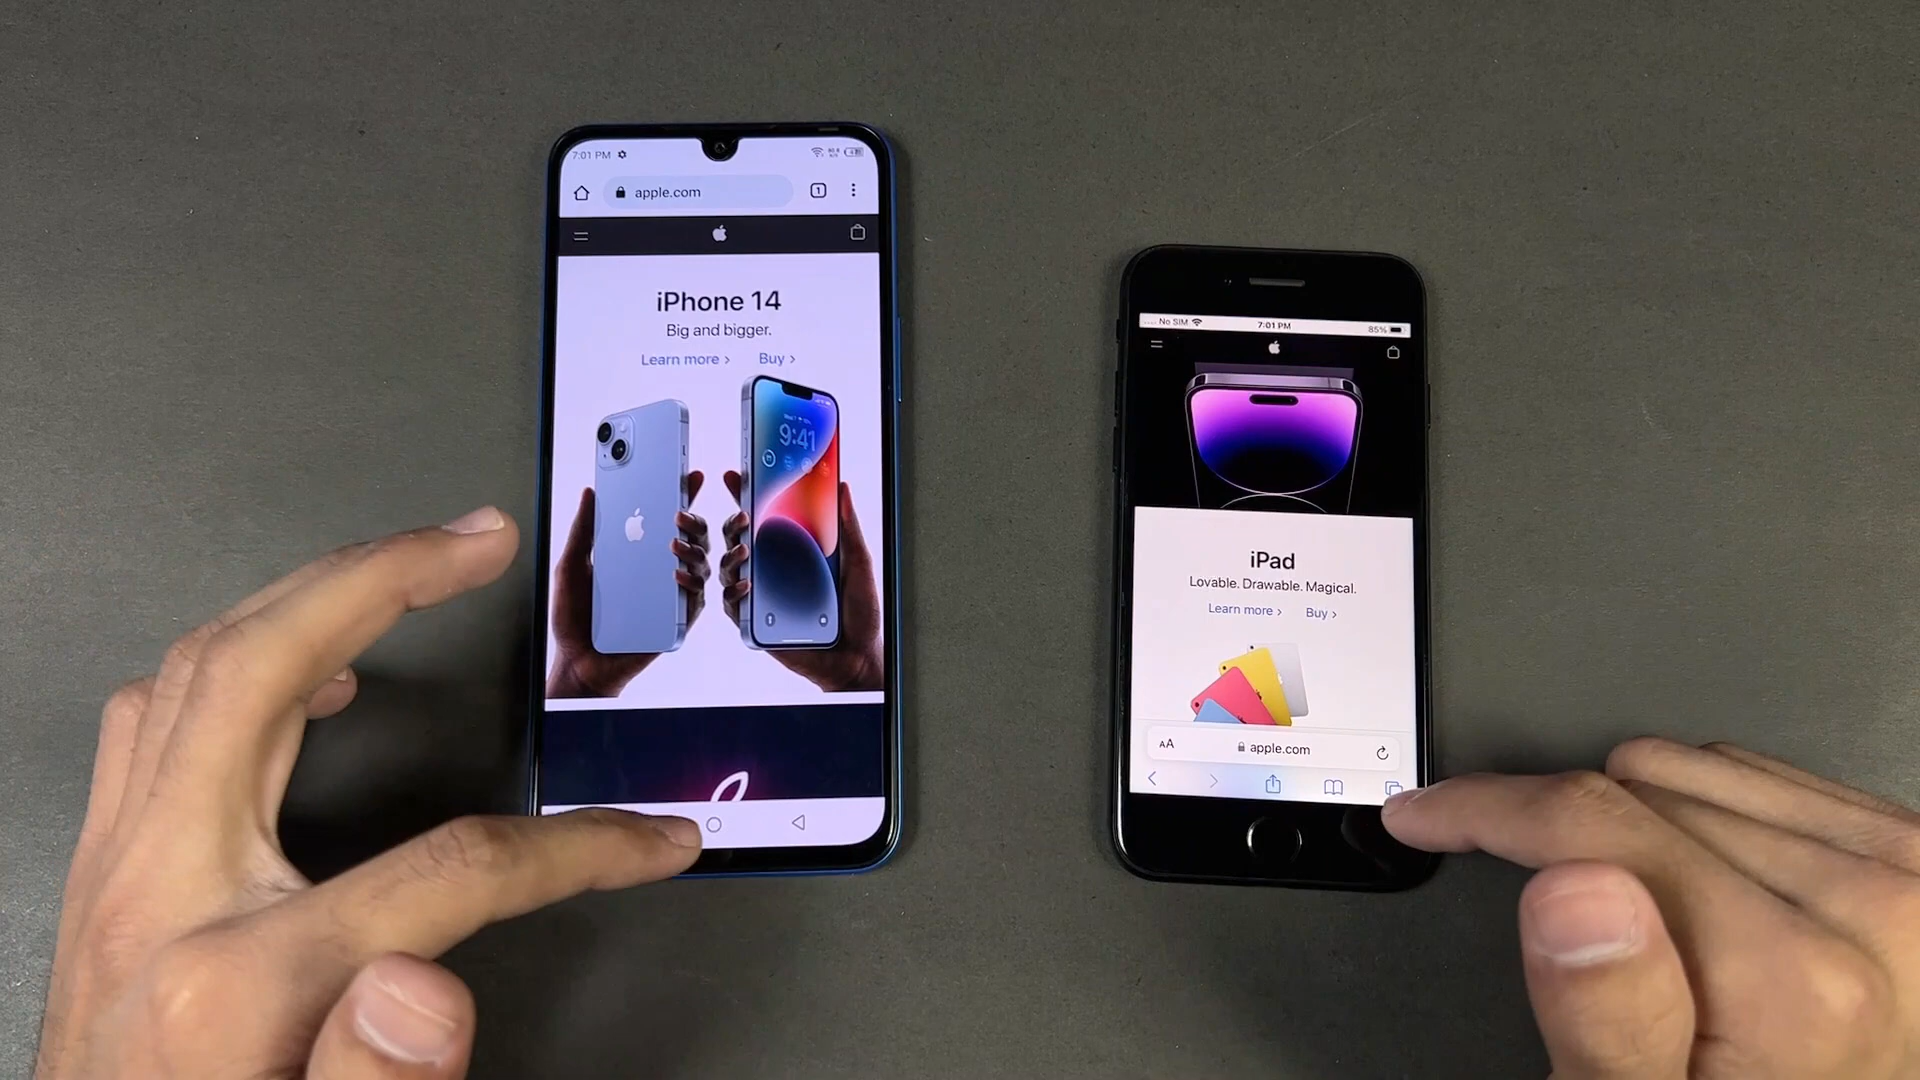 7:01 PM
apple.com
1
iPhone 14
Big and bigger.
Learn more >
Buy >
9:41
No SIM
7:01 PM
85%
iPad
Lovable. Drawable. Magical.
Learn more >
Buy >
AA
apple.com